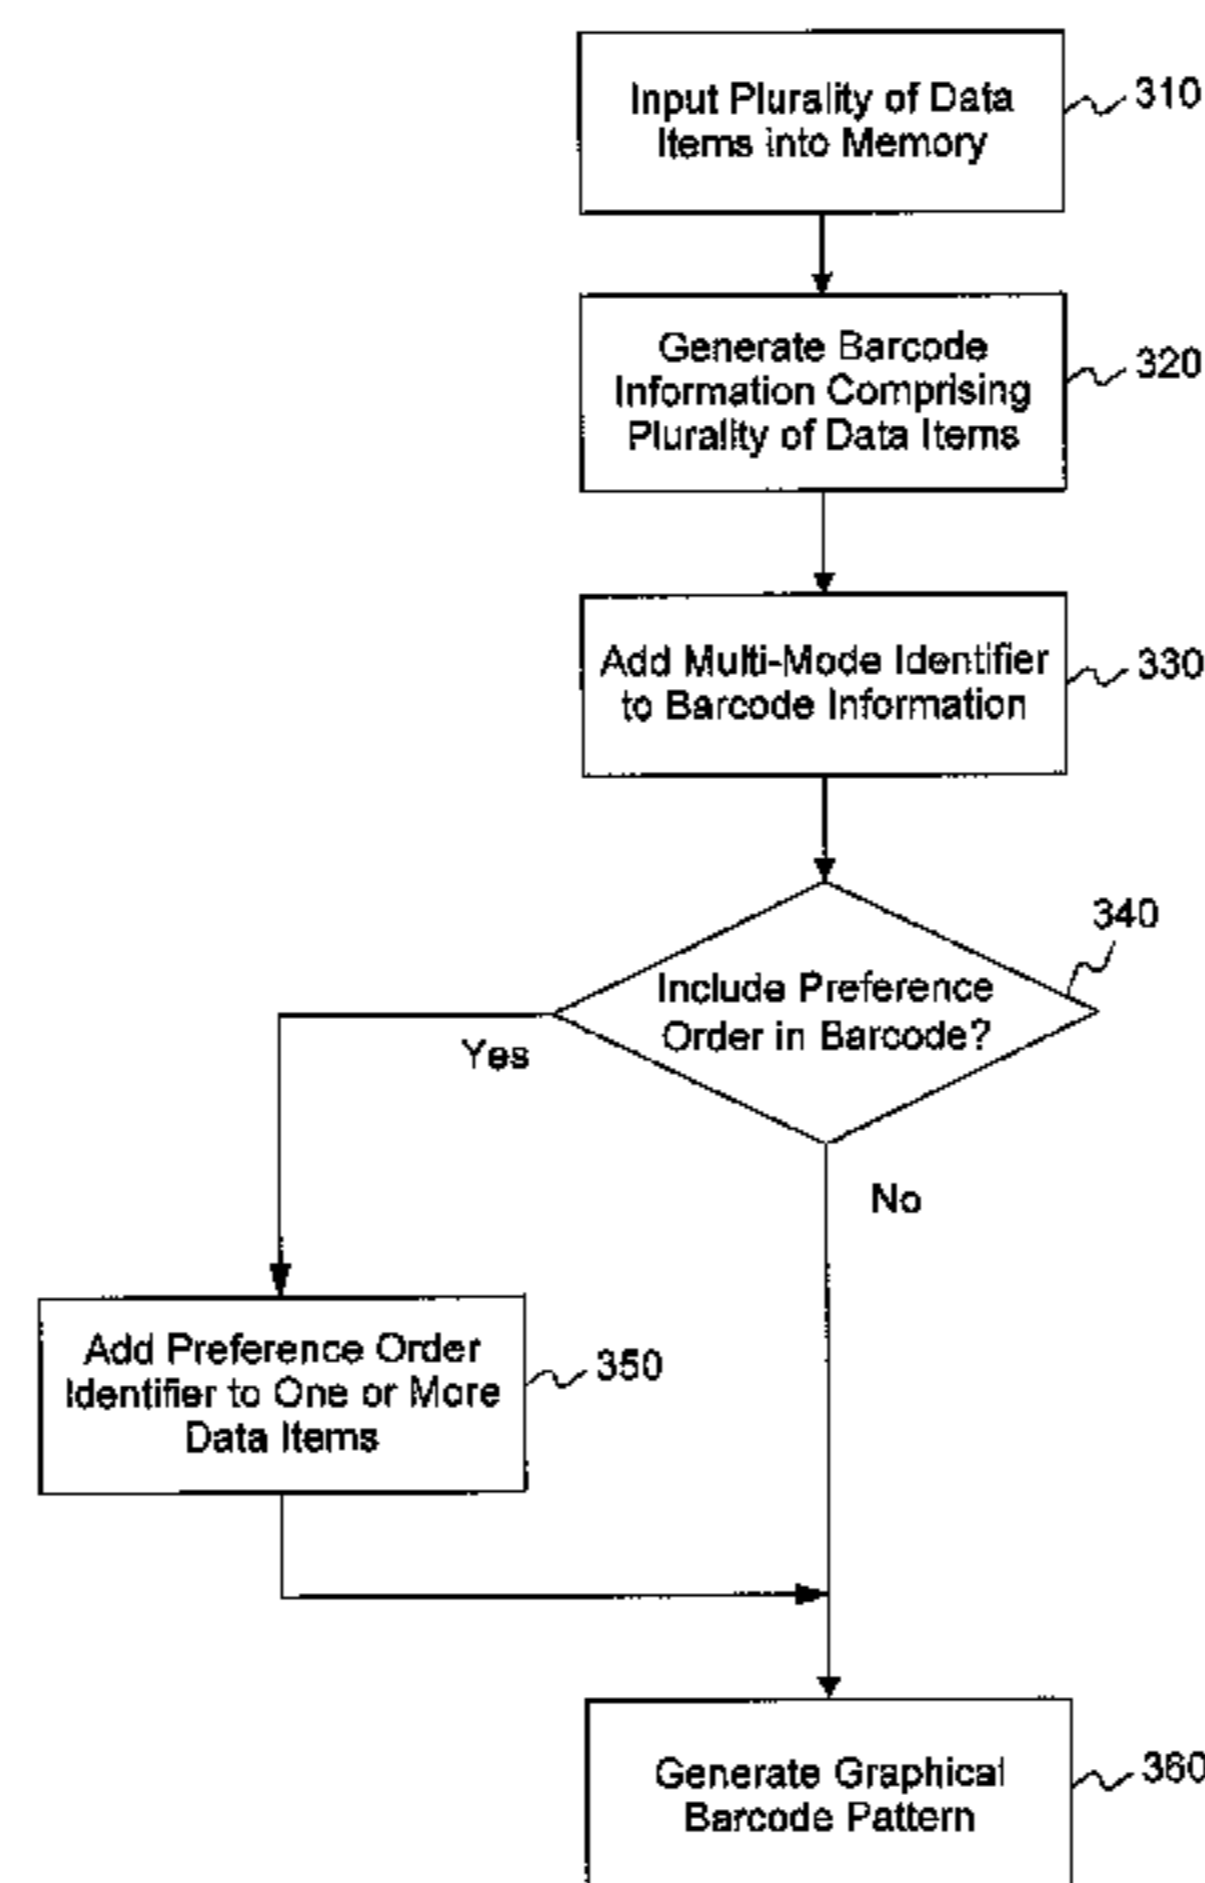 Input Plurality of Data
Items into Memory
310
Generate Barcode
Information Comprising
Plurality of Data Items
320
Add Multi-Mode Identifier
to Barcode Information
330
340
Include Preference
Order in Barcode?
Yes
No
Add Preference Order
Identifier to One or More
Data Items
350
Generate Graphical
Barcode Pattern
360